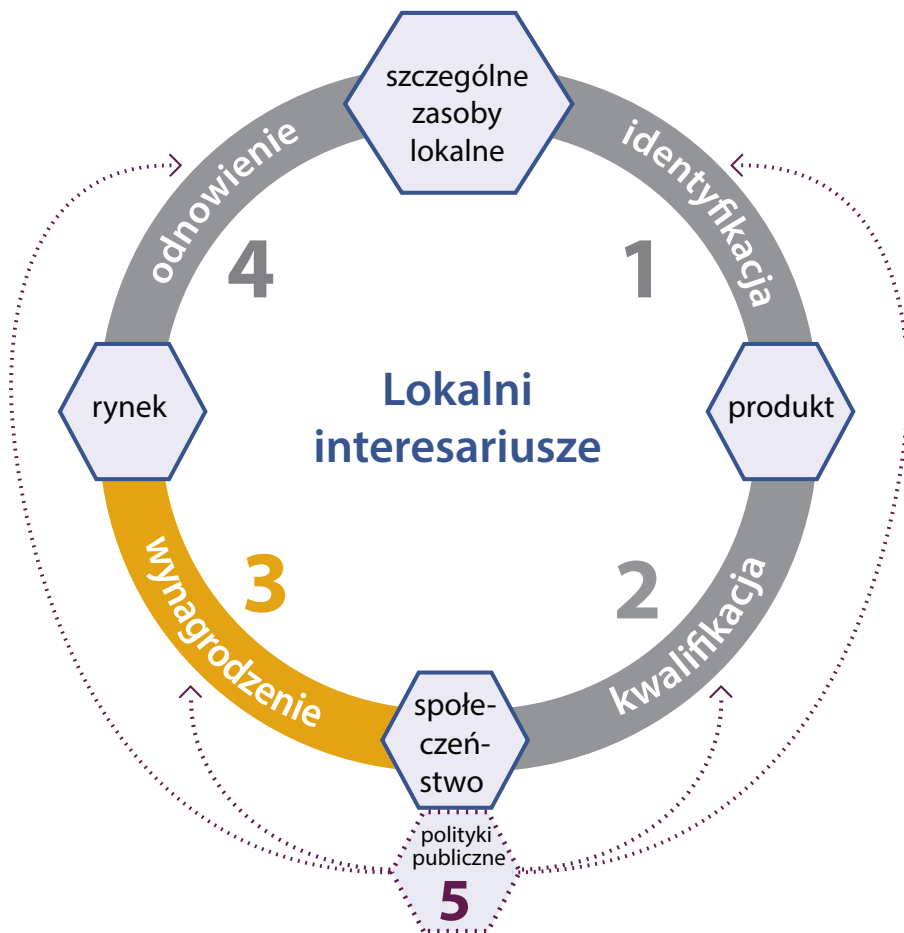 szczególne
zasoby
lokalne
identyfikacja
1
produkt
2
kwalifikacja
społe-
czeń-
stwo
polityki
publiczne
5
wynagrodzenie
3
rynek
4
odnowienie
Lokalni
interesariusze